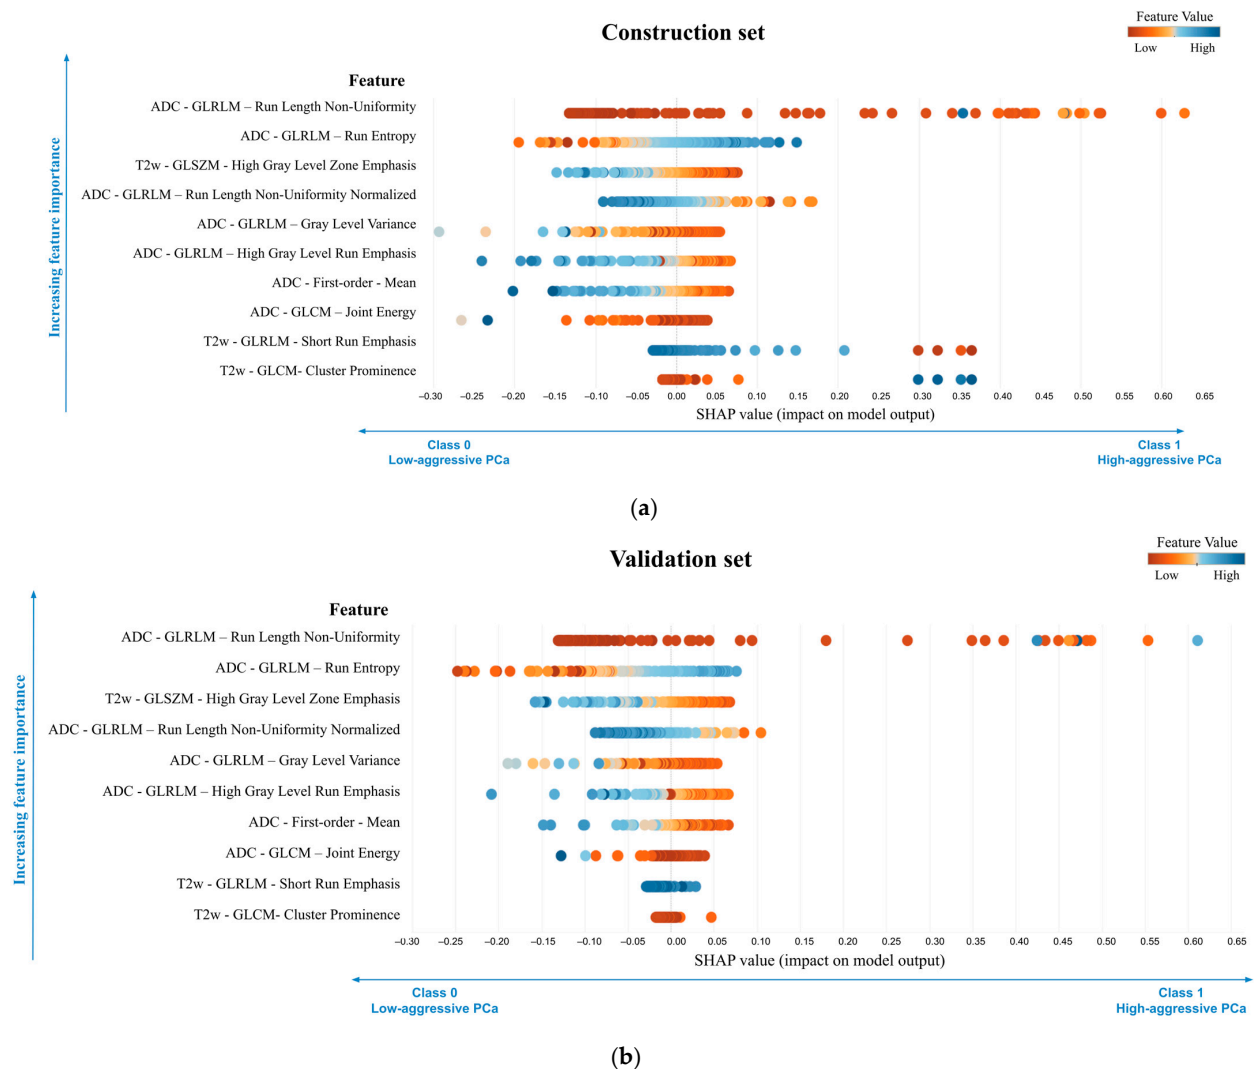 Construction set
Feature Value
Low High
Feature
Increasing feature importance
ADC - GLRLM – Run Length Non-Uniformity
ADC - GLRLM – Run Entropy
T2w - GLSZM - High Gray Level Zone Emphasis
ADC - GLRLM – Run Length Non-Uniformity Normalized
ADC - GLRLM – Gray Level Variance
ADC - GLRLM – High Gray Level Run Emphasis
ADC - First-order - Mean
ADC - GLCM – Joint Energy
T2w - GLRLM - Short Run Emphasis
T2w - GLCM- Cluster Prominence
–0.30 –0.25 –0.20 –0.15 –0.10 –0.05 0.00 0.05 0.10 0.15 0.20 0.25 0.30 0.35 0.40 0.45 0.50 0.55 0.60 0.65
SHAP value (impact on model output)
Class 0 Class 1
Low-aggressive PCa High-aggressive PCa
(a)
Validation set
Feature Value
Low High
Feature
Increasing feature importance
ADC - GLRLM – Run Length Non-Uniformity
ADC - GLRLM – Run Entropy
T2w - GLSZM - High Gray Level Zone Emphasis
ADC - GLRLM – Run Length Non-Uniformity Normalized
ADC - GLRLM – Gray Level Variance
ADC - GLRLM – High Gray Level Run Emphasis
ADC - First-order - Mean
ADC - GLCM – Joint Energy
T2w - GLRLM - Short Run Emphasis
T2w - GLCM- Cluster Prominence
–0.30 –0.25 –0.20 –0.15 –0.10 –0.05 0.00 0.05 0.10 0.15 0.20 0.25 0.30 0.35 0.40 0.45 0.50 0.55 0.60 0.65
SHAP value (impact on model output)
Class 0 Class 1
Low-aggressive PCa High-aggressive PCa
(b)